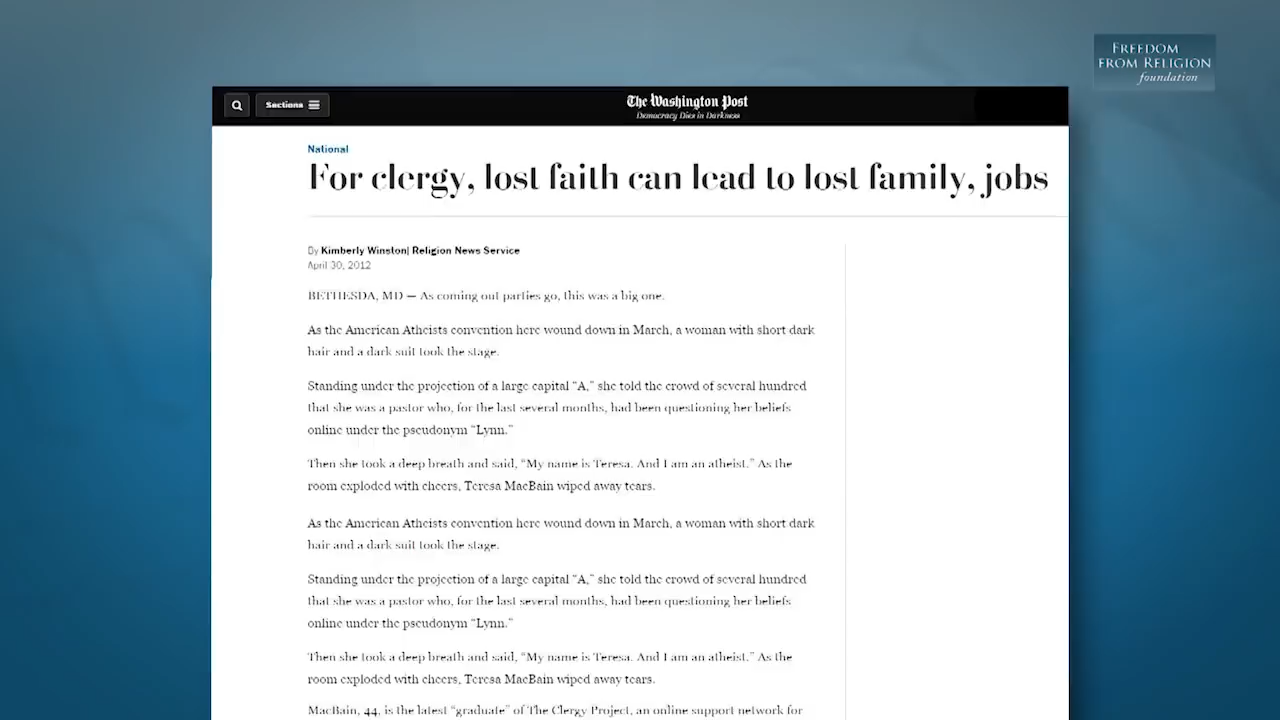 FREEDOM
FROM RELIGION
foundation
Sections
The Washington Post
Democracy Dies in Darkness
National
For clergy, lost faith can lead to lost family, jobs
By Kimberly Winston| Religion News Service
April 30, 2012
BETHESDA, MD — As coming out parties go, this was a big one.
As the American Atheists convention here wound down in March, a woman with short dark
hair and a dark suit took the stage.
Standing under the projection of a large capital “A,” she told the crowd of several hundred
that she was a pastor who, for the last several months, had been questioning her beliefs
online under the pseudonym “Lynn.”
Then she took a deep breath and said, “My name is Teresa. And I am an atheist.” As the
room exploded with cheers, Teresa MacBain wiped away tears.
As the American Atheists convention here wound down in March, a woman with short dark
hair and a dark suit took the stage.
Standing under the projection of a large capital “A,” she told the crowd of several hundred
that she was a pastor who, for the last several months, had been questioning her beliefs
online under the pseudonym “Lynn.”
Then she took a deep breath and said, “My name is Teresa. And I am an atheist.” As the
room exploded with cheers, Teresa MacBain wiped away tears.
MacBain, 44, is the latest “graduate” of The Clergy Project, an online support network for